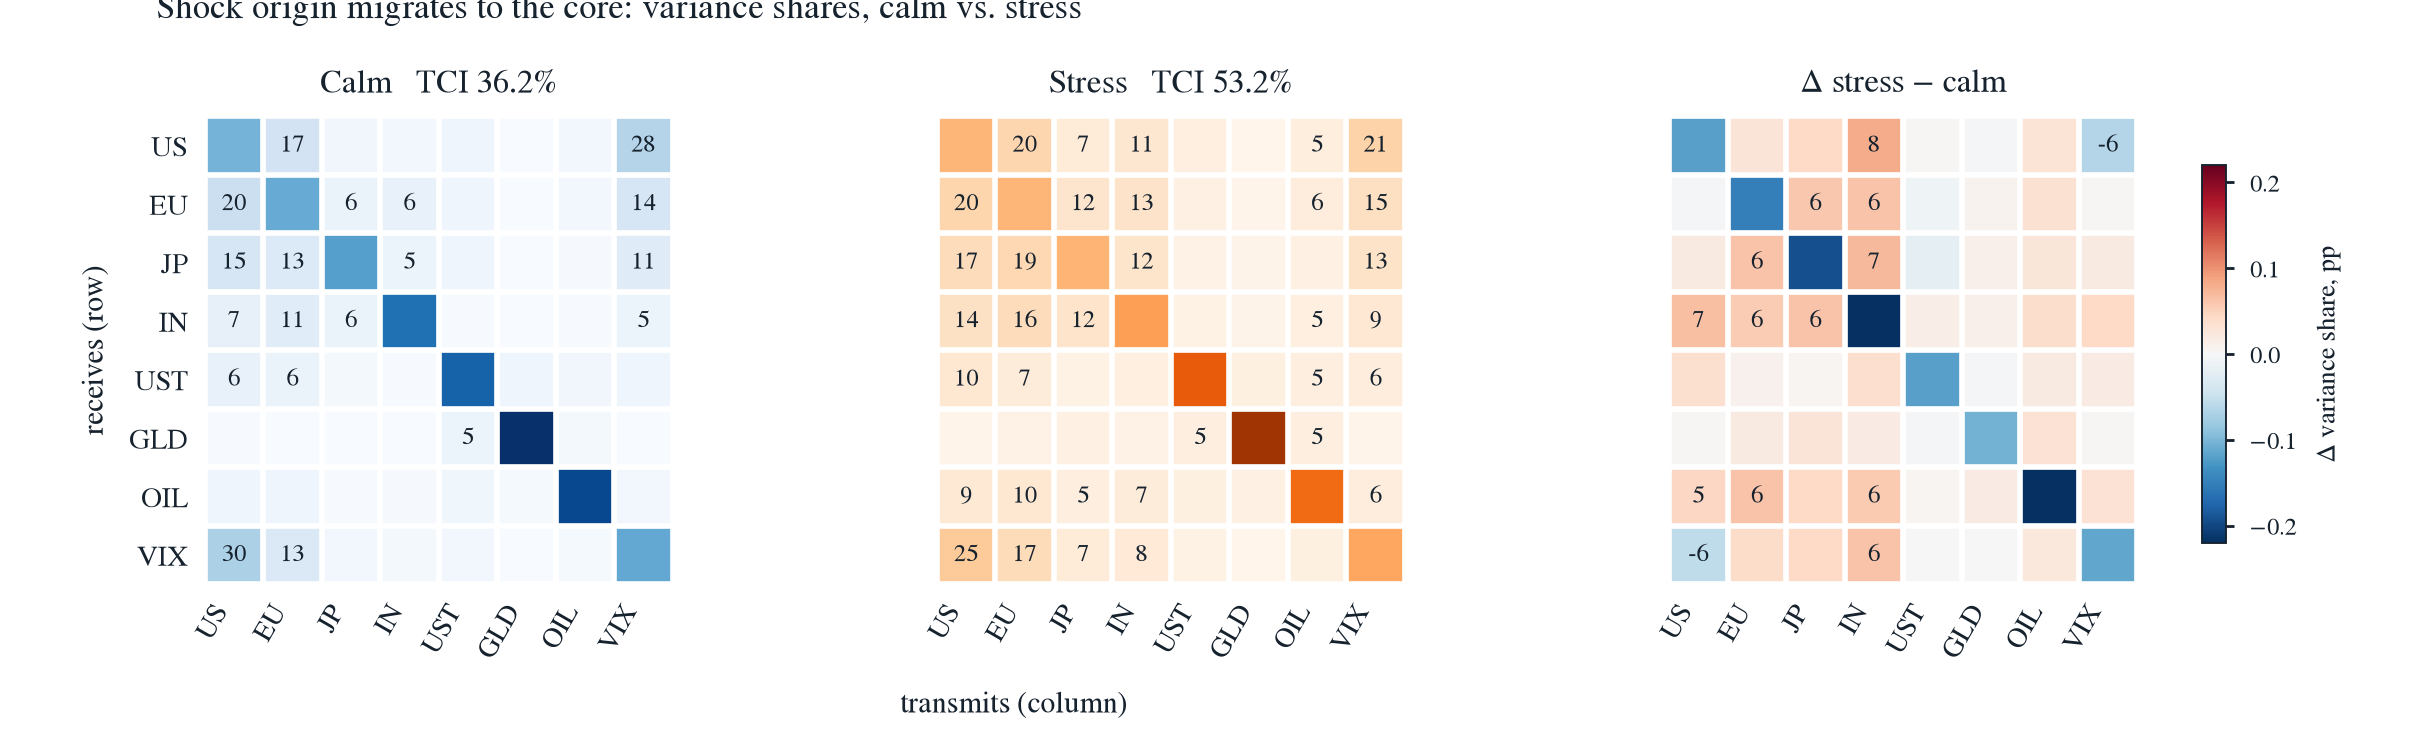 Shock origin migrates to the core: variance shares, calm vs. stress
Calm TCI 36.2%
Stress TCI 53.2%
Δ stress − calm
receives (row)
US 17 28
EU 20 6 6 14
JP 15 13 5 11
IN 7 11 6 5
UST 6 6
GLD 5
OIL
VIX 30 13
US EU JP IN UST GLD OIL VIX
20 7 11 5 21
20 12 13 6 15
17 19 12 13
14 16 12 5 9
10 7 5 6
5 5
9 10 5 7 6
25 17 7 8
US EU JP IN UST GLD OIL VIX
8 -6
6 6
6 7
7 6 6
5 6 6
-6 6
US EU JP IN UST GLD OIL VIX
0.2
0.1
0.0
−0.1
−0.2
Δ variance share, pp
transmits (column)